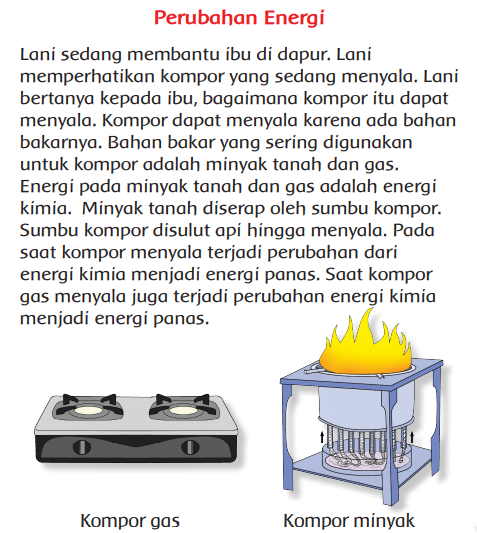 Perubahan Energi
Lani sedang membantu ibu di dapur. Lani
memperhatikan kompor yang sedang menyala. Lani
bertanya kepada ibu, bagaimana kompor itu dapat
menyala. Kompor dapat menyala karena ada bahan
bakarnya. Bahan bakar yang sering digunakan
untuk kompor adalah minyak tanah dan gas.
Energi pada minyak tanah dan gas adalah energi
kimia. Minyak tanah diserap oleh sumbu kompor.
Sumbu kompor disulut api hingga menyala. Pada
saat kompor menyala terjadi perubahan dari
energi kimia menjadi energi panas. Saat kompor
gas menyala juga terjadi perubahan energi kimia
menjadi energi panas.
Kompor gas
Kompor minyak